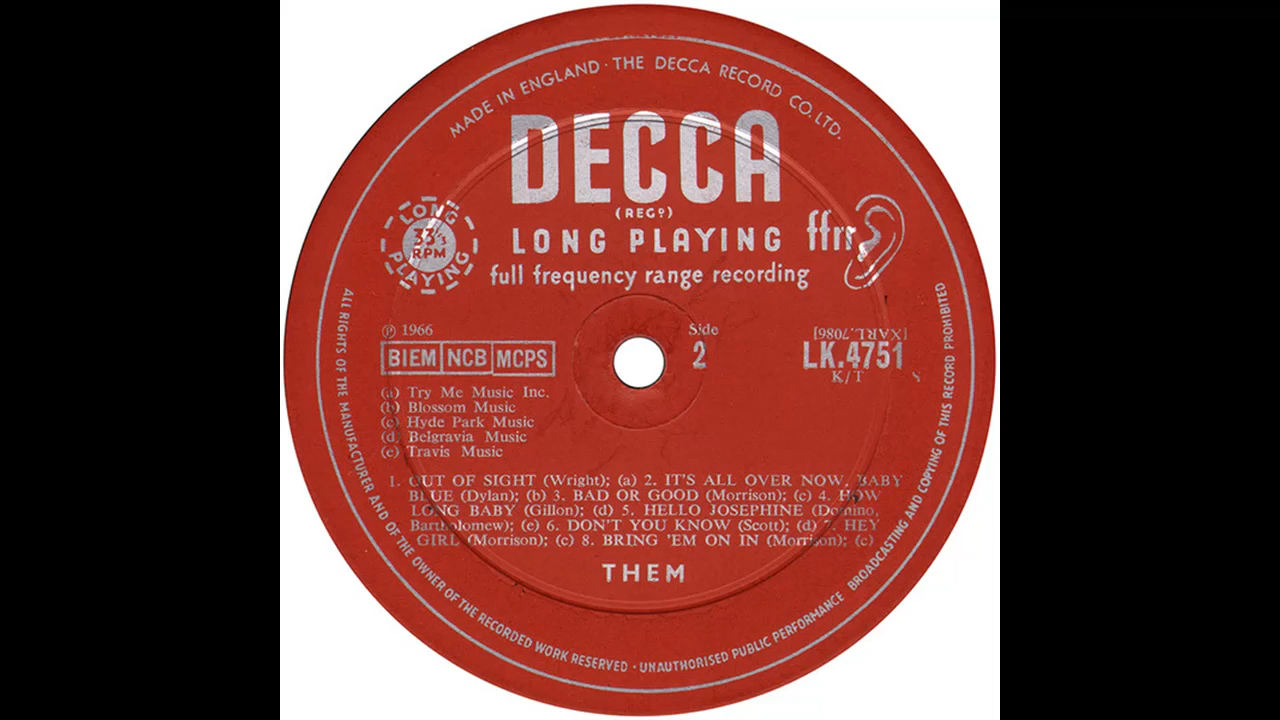 MADE IN ENGLAND · THE DECCA RECORD CO. LTD.
DECCA
(REGD)
LONG PLAYING
33⅓ RPM
LONG PLAYING ffrr
full frequency range recording
℗ 1966
Side
2
[XARL.7086]
LK.4751
K/T
BIEM NCB MCPS
(a) Try Me Music Inc.
(b) Blossom Music
(c) Hyde Park Music
(d) Belgravia Music
(e) Travis Music
1. OUT OF SIGHT (Wright); (a) 2. IT'S ALL OVER NOW, BABY
BLUE (Dylan); (b) 3. BAD OR GOOD (Morrison); (c) 4. HOW
LONG BABY (Gillon); (d) 5. HELLO JOSEPHINE (Domino,
Bartholomew); (e) 6. DON'T YOU KNOW (Scott); (d) 7. HEY
GIRL (Morrison); (c) 8. BRING 'EM ON IN (Morrison); (c)
THEM
ALL RIGHTS OF THE MANUFACTURER AND OF THE OWNER OF THE RECORDED WORK RESERVED · UNAUTHORISED PUBLIC PERFORMANCE BROADCASTING AND COPYING OF THIS RECORD PROHIBITED